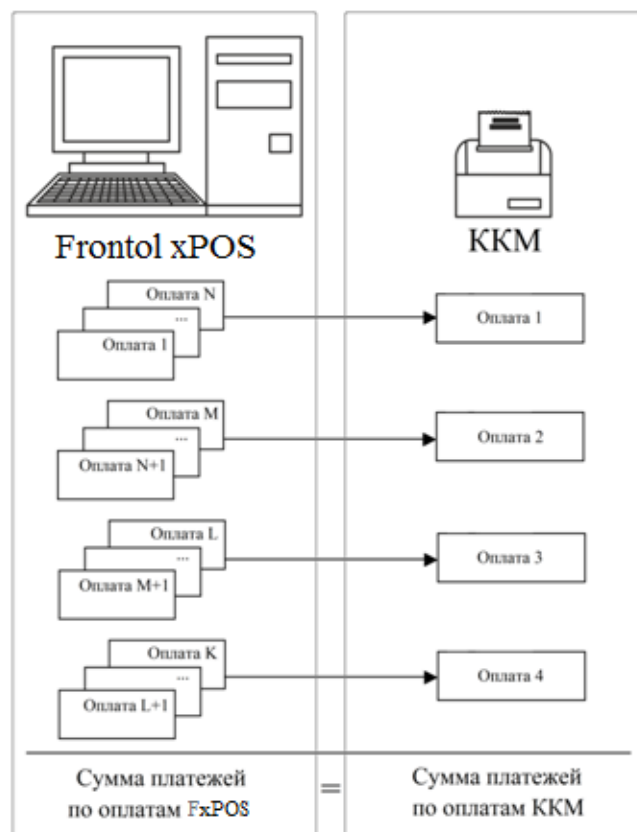 Frontol xPOS
ККМ
Оплата N
...
Оплата 1
Оплата 1
Оплата M
...
Оплата N+1
Оплата 2
Оплата L
...
Оплата M+1
Оплата 3
Оплата K
...
Оплата L+1
Оплата 4
Сумма платежей
по оплатам FxPOS
=
Сумма платежей
по оплатам ККМ